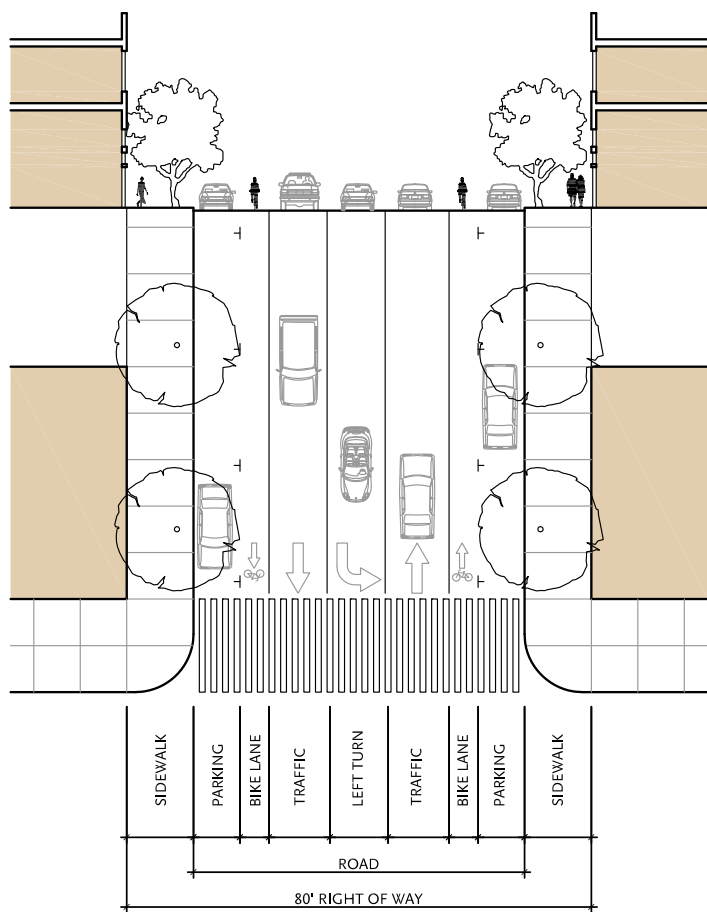 SIDEWALK
PARKING
BIKE LANE
TRAFFIC
LEFT TURN
TRAFFIC
BIKE LANE
PARKING
SIDEWALK
ROAD
80' RIGHT OF WAY